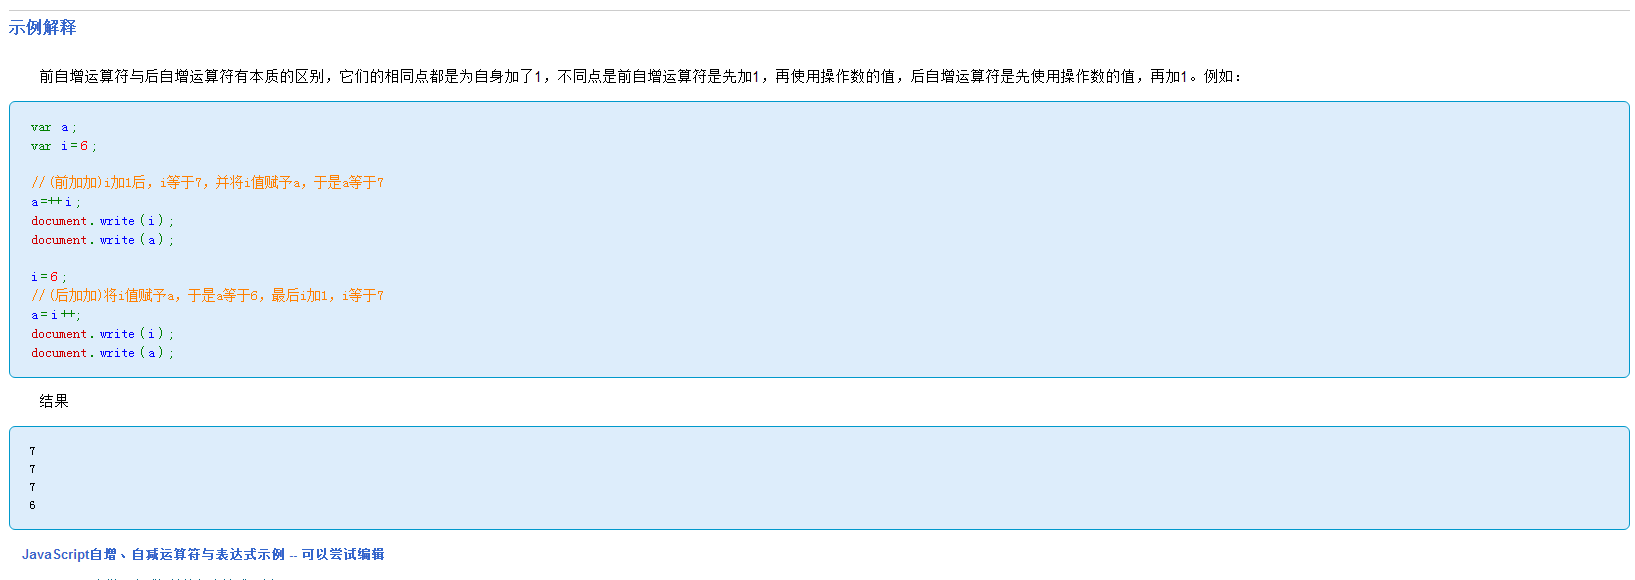 示例解释
前自增运算符与后自增运算符有本质的区别，它们的相同点都是为自身加了1，不同点是前自增运算符是先加1，再使用操作数的值，后自增运算符是先使用操作数的值，再加1。例如：
var a;
var i=6;
//(前加加)i加1后，i等于7，并将i值赋予a，于是a等于7
a=++i;
document.write(i);
document.write(a);
i=6;
//(后加加)将i值赋予a，于是a等于6，最后i加1，i等于7
a=i++;
document.write(i);
document.write(a);
结果
7
7
7
6
JavaScript自增、自减运算符与表达式示例 -- 可以尝试编辑